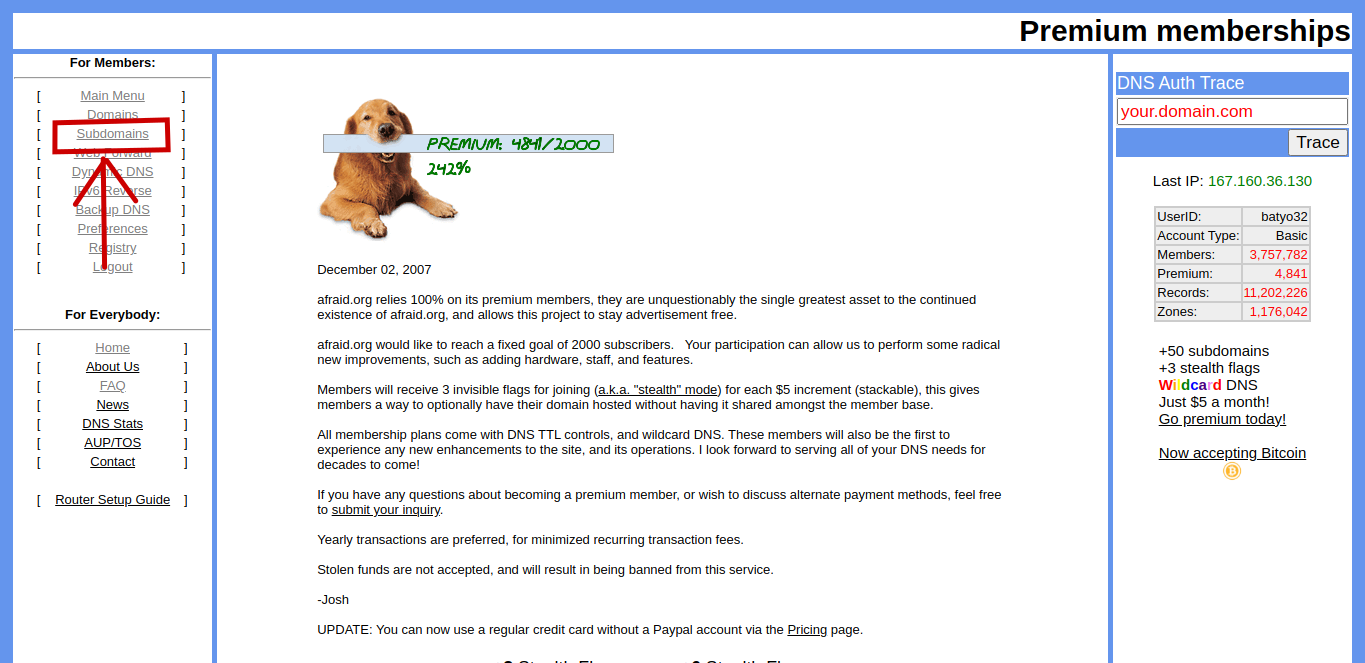 Premium memberships
For Members:
[ Main Menu ]
[ Domains ]
[ Subdomains ]
[ Web Forward ]
[ Dynamic DNS ]
[ IPv6 Reverse ]
[ Backup DNS ]
[ Preferences ]
[ Registry ]
[ Logout ]
For Everybody:
[ Home ]
[ About Us ]
[ FAQ ]
[ News ]
[ DNS Stats ]
[ AUP/TOS ]
[ Contact ]
[ Router Setup Guide ]
PREMIUM: 4841/2000
242%
December 02, 2007
afraid.org relies 100% on its premium members, they are unquestionably the single greatest asset to the continued
existence of afraid.org, and allows this project to stay advertisement free.
afraid.org would like to reach a fixed goal of 2000 subscribers. Your participation can allow us to perform some radical
new improvements, such as adding hardware, staff, and features.
Members will receive 3 invisible flags for joining (a.k.a. "stealth" mode) for each $5 increment (stackable), this gives
members a way to optionally have their domain hosted without having it shared amongst the member base.
All membership plans come with DNS TTL controls, and wildcard DNS. These members will also be the first to
experience any new enhancements to the site, and its operations. I look forward to serving all of your DNS needs for
decades to come!
If you have any questions about becoming a premium member, or wish to discuss alternate payment methods, feel free
to submit your inquiry.
Yearly transactions are preferred, for minimized recurring transaction fees.
Stolen funds are not accepted, and will result in being banned from this service.
-Josh
UPDATE: You can now use a regular credit card without a Paypal account via the Pricing page.
DNS Auth Trace
your.domain.com
Trace
Last IP: 167.160.36.130
UserID: batyo32
Account Type: Basic
Members: 3,757,782
Premium: 4,841
Records: 11,202,226
Zones: 1,176,042
+50 subdomains
+3 stealth flags
Wildcard DNS
Just $5 a month!
Go premium today!
Now accepting Bitcoin